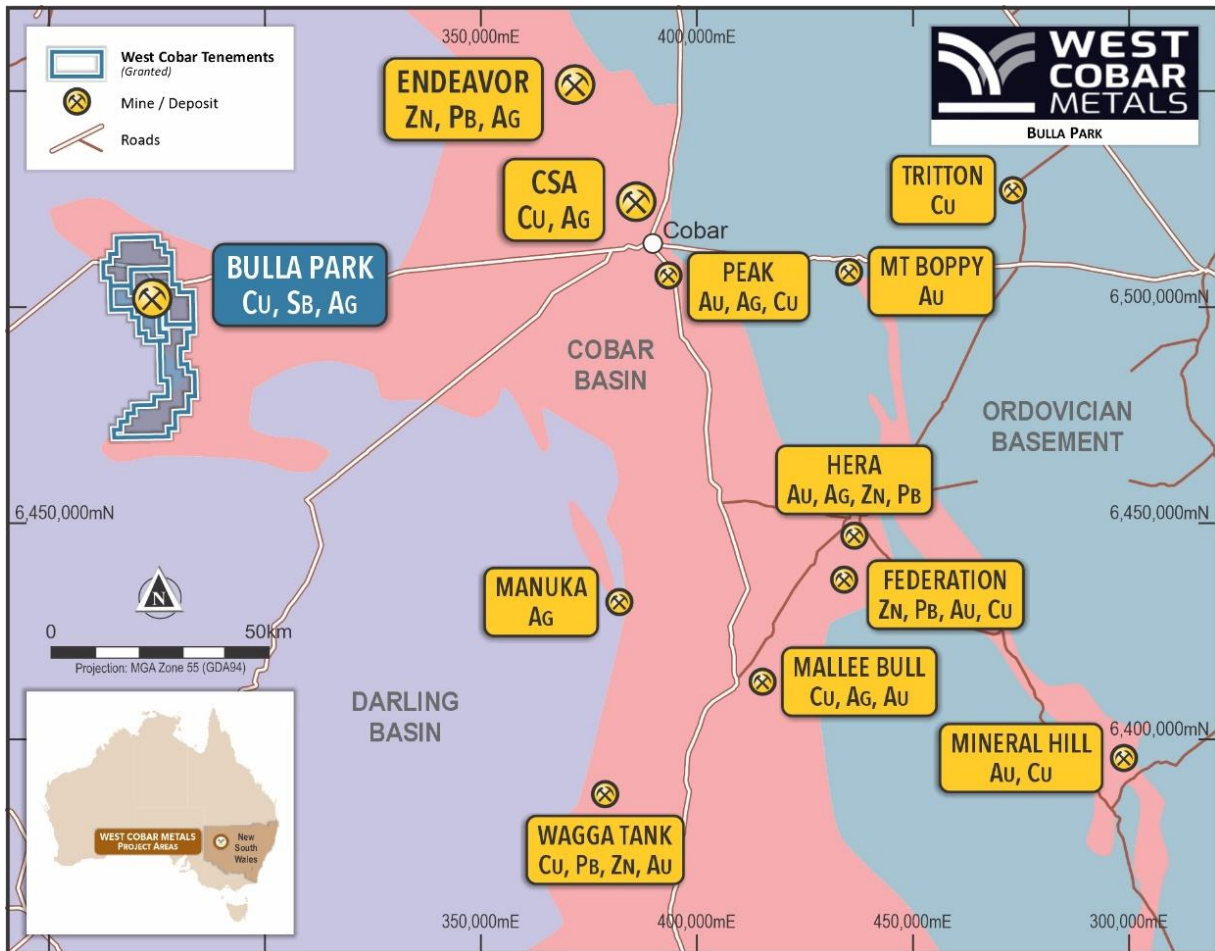 350,000mE
400,000mE
West Cobar Tenements
(Granted)
Mine / Deposit
Roads
WEST
COBAR
METALS
BULLA PARK
ENDEAVOR
ZN, PB, AG
CSA
CU, AG
TRITTON
CU
Cobar
BULLA PARK
CU, SB, AG
PEAK
AU, AG, CU
MT BOPPY
AU
6,500,000mN
COBAR
BASIN
ORDOVICIAN
BASEMENT
HERA
AU, AG, ZN, PB
6,450,000mN
6,450,000mN
MANUKA
AG
FEDERATION
ZN, PB, AU, CU
N
0 50km
Projection: MGA Zone 55 (GDA94)
MALLEE BULL
CU, AG, AU
DARLING
BASIN
6,400,000mN
MINERAL HILL
AU, CU
WEST COBAR METALS
PROJECT AREAS
New
South
Wales
WAGGA TANK
CU, PB, ZN, AU
350,000mE
400,000mE
450,000mE
300,000mE